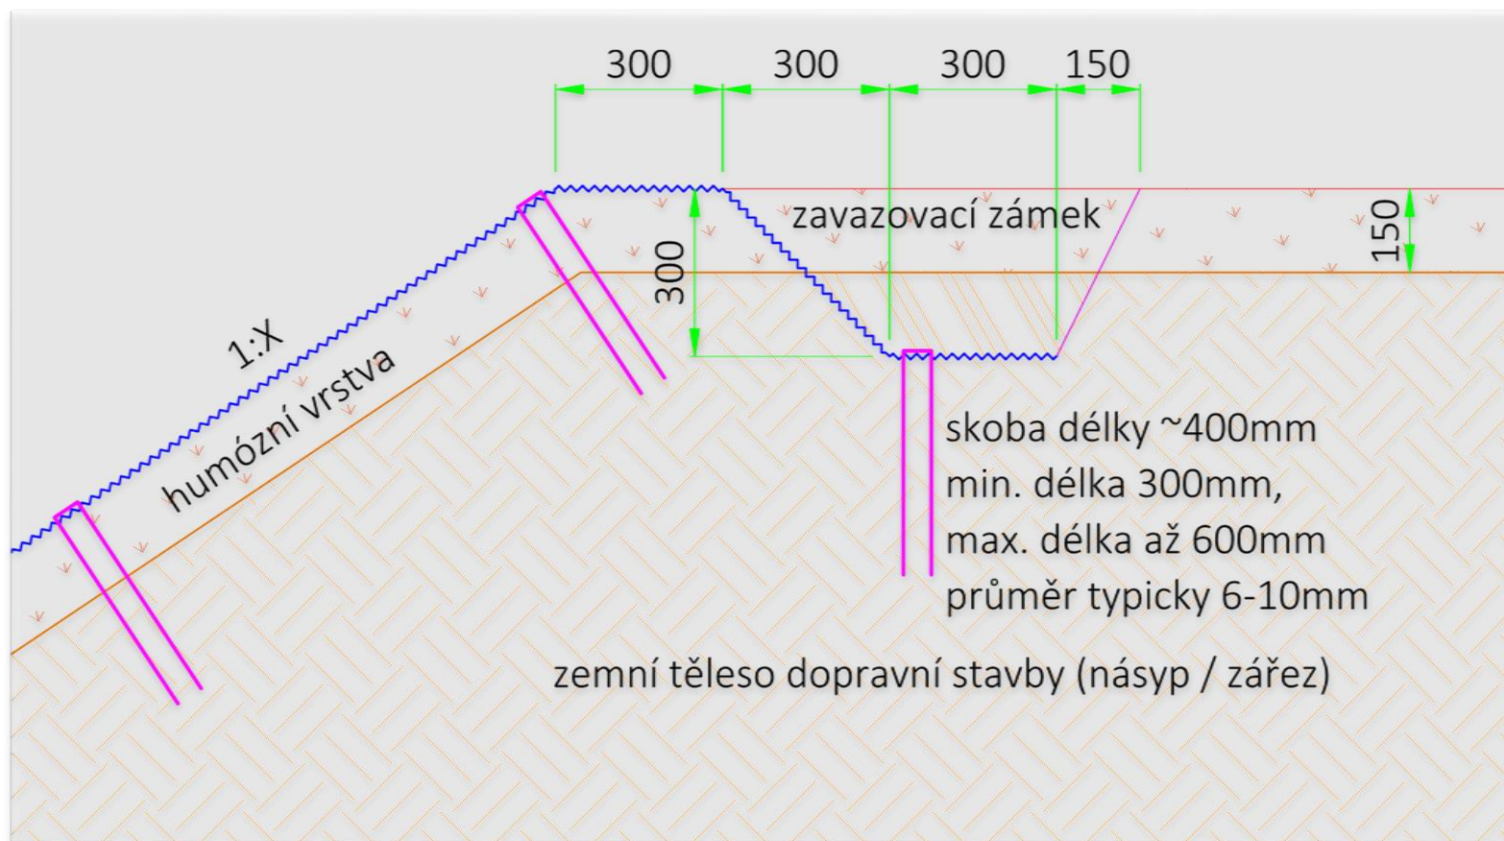 300
300
300
150
zavazovací zámek
150
300
1:X
humózní vrstva
skoba délky ~400mm
min. délka 300mm,
max. délka až 600mm
průměr typicky 6-10mm
zemní těleso dopravní stavby (násyp / zářez)